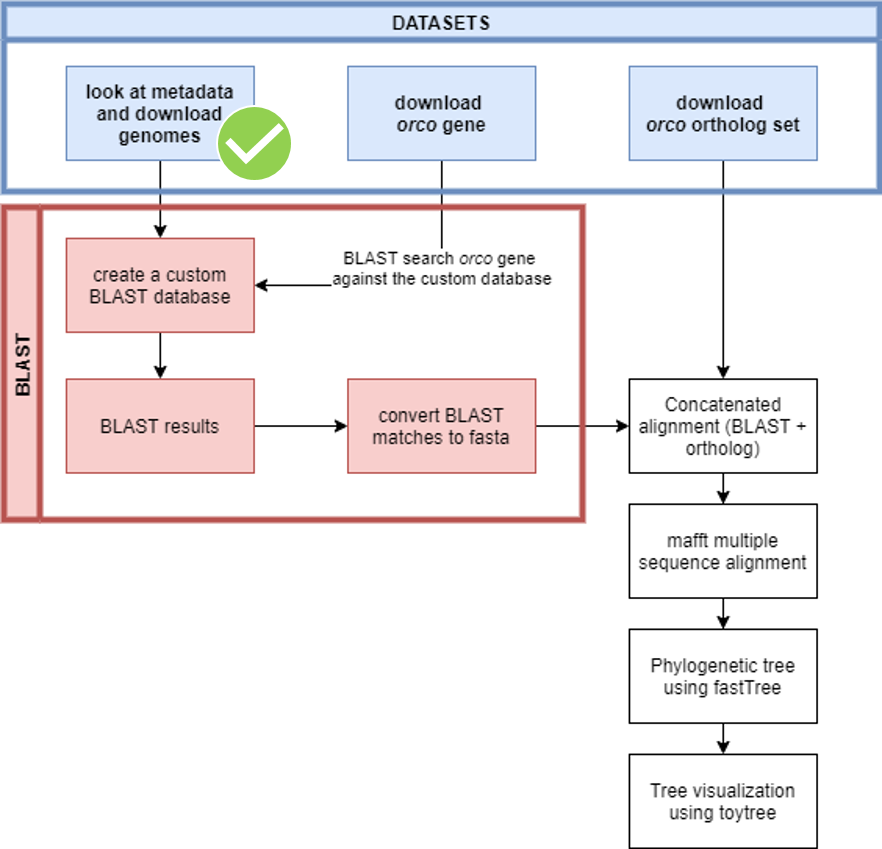 DATASETS
look at metadata
and download
genomes
download
orco gene
download
orco ortholog set
BLAST
create a custom
BLAST database
BLAST search orco gene
against the custom database
BLAST results
convert BLAST
matches to fasta
Concatenated
alignment (BLAST +
ortholog)
mafft multiple
sequence alignment
Phylogenetic tree
using fastTree
Tree visualization
using toytree